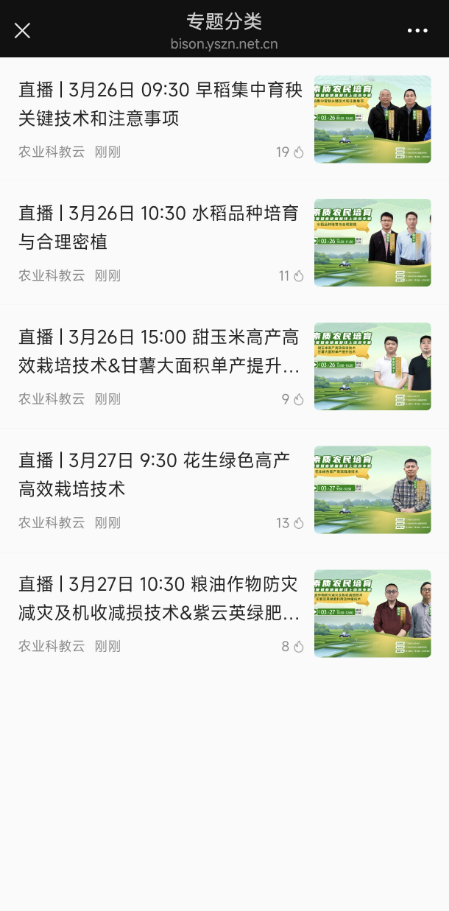 专题分类
bison.yszn.net.cn
直播 | 3月26日 09:30 早稻集中育秧
关键技术和注意事项
农业科教云 刚刚
19
直播 | 3月26日 10:30 水稻品种培育
与合理密植
农业科教云 刚刚
11
直播 | 3月26日 15:00 甜玉米高产高
效栽培技术&甘薯大面积单产提升...
农业科教云 刚刚
9
直播 | 3月27日 9:30 花生绿色高产
高效栽培技术
农业科教云 刚刚
13
直播 | 3月27日 10:30 粮油作物防灾
减灾及机收减损技术&紫云英绿肥...
农业科教云 刚刚
8